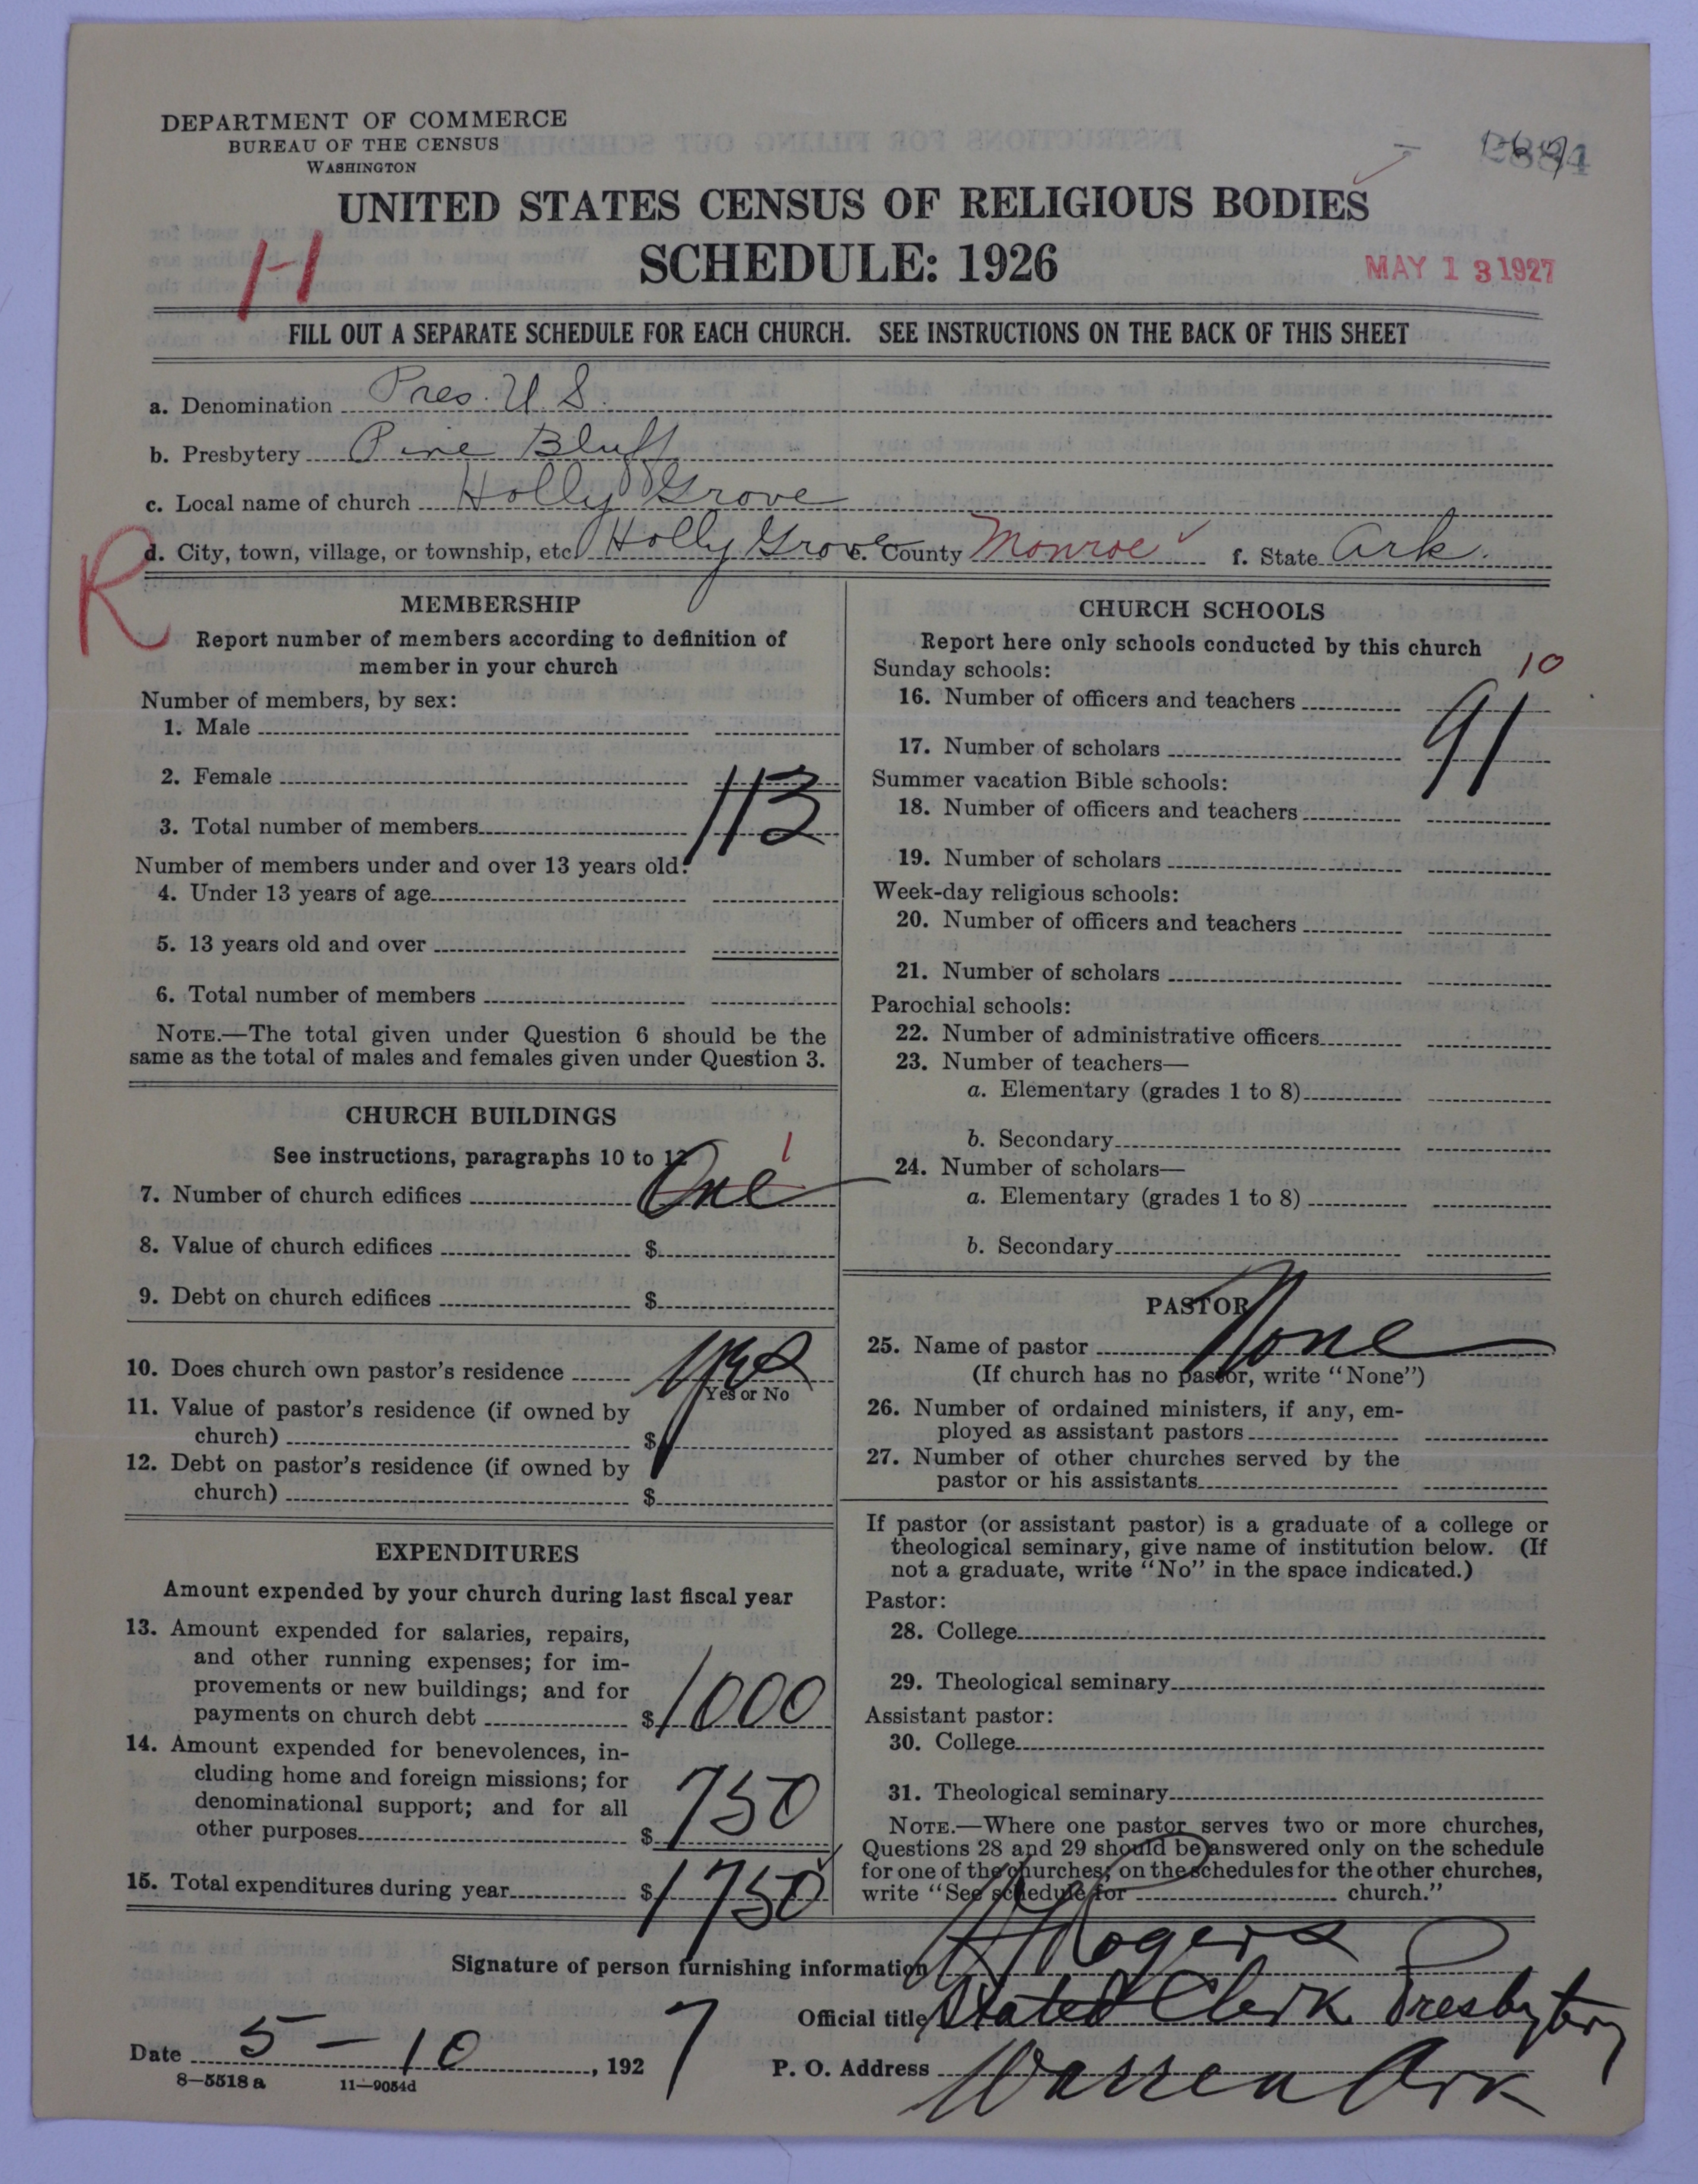 DEPARTMENT OF COMMERCE
BUREAU OF THE CENSUS
WASHINGTON
UNITED STATES CENSUS OF RELIGIOUS BODIES
SCHEDULE: 1926
H
MAY 13 1927
FILL OUT A SEPARATE SCHEDULE FOR EACH CHURCH. SEE INSTRUCTIONS ON THE BACK OF THIS SHEET
a. Denomination Pres. U.S.
b. Presbytery Pine Bluff
c. Local name of church Holly Grove
d. City, town, village, or township, etc. Holly Grove e. County Monroe f. State Ark.
R
MEMBERSHIP
Report number of members according to definition of
member in your church
Number of members, by sex:
1. Male
2. Female
3. Total number of members 113
Number of members under and over 13 years old:
4. Under 13 years of age
5. 13 years old and over
6. Total number of members
NOTE.—The total given under Question 6 should be the
same as the total of males and females given under Question 3.
CHURCH BUILDINGS
See instructions, paragraphs 10 to 12
7. Number of church edifices One 1
8. Value of church edifices $
9. Debt on church edifices $
10. Does church own pastor's residence yes
Yes or No
11. Value of pastor's residence (if owned by
church) $
12. Debt on pastor's residence (if owned by
church) $
EXPENDITURES
Amount expended by your church during last fiscal year
13. Amount expended for salaries, repairs,
and other running expenses; for im-
provements or new buildings; and for
payments on church debt $ 1000
14. Amount expended for benevolences, in-
cluding home and foreign missions; for
denominational support; and for all
other purposes $ 750
15. Total expenditures during year $ 1750
CHURCH SCHOOLS
Report here only schools conducted by this church
Sunday schools: 10
16. Number of officers and teachers
17. Number of scholars 91
Summer vacation Bible schools:
18. Number of officers and teachers
19. Number of scholars
Week-day religious schools:
20. Number of officers and teachers
21. Number of scholars
Parochial schools:
22. Number of administrative officers
23. Number of teachers—
a. Elementary (grades 1 to 8)
b. Secondary
24. Number of scholars—
a. Elementary (grades 1 to 8)
b. Secondary
PASTOR
25. Name of pastor None
(If church has no pastor, write "None")
26. Number of ordained ministers, if any, em-
ployed as assistant pastors
27. Number of other churches served by the
pastor or his assistants
If pastor (or assistant pastor) is a graduate of a college or
theological seminary, give name of institution below. (If
not a graduate, write "No" in the space indicated.)
Pastor:
28. College
29. Theological seminary
Assistant pastor:
30. College
31. Theological seminary
NOTE.—Where one pastor serves two or more churches,
Questions 28 and 29 should be answered only on the schedule
for one of the churches; on the schedules for the other churches,
write "See schedule for church."
Signature of person furnishing information Rogers
Official title Stated Clerk Presbytery
Date 5-10, 1927 P. O. Address Warren Ark
8—5518a 11—9054d